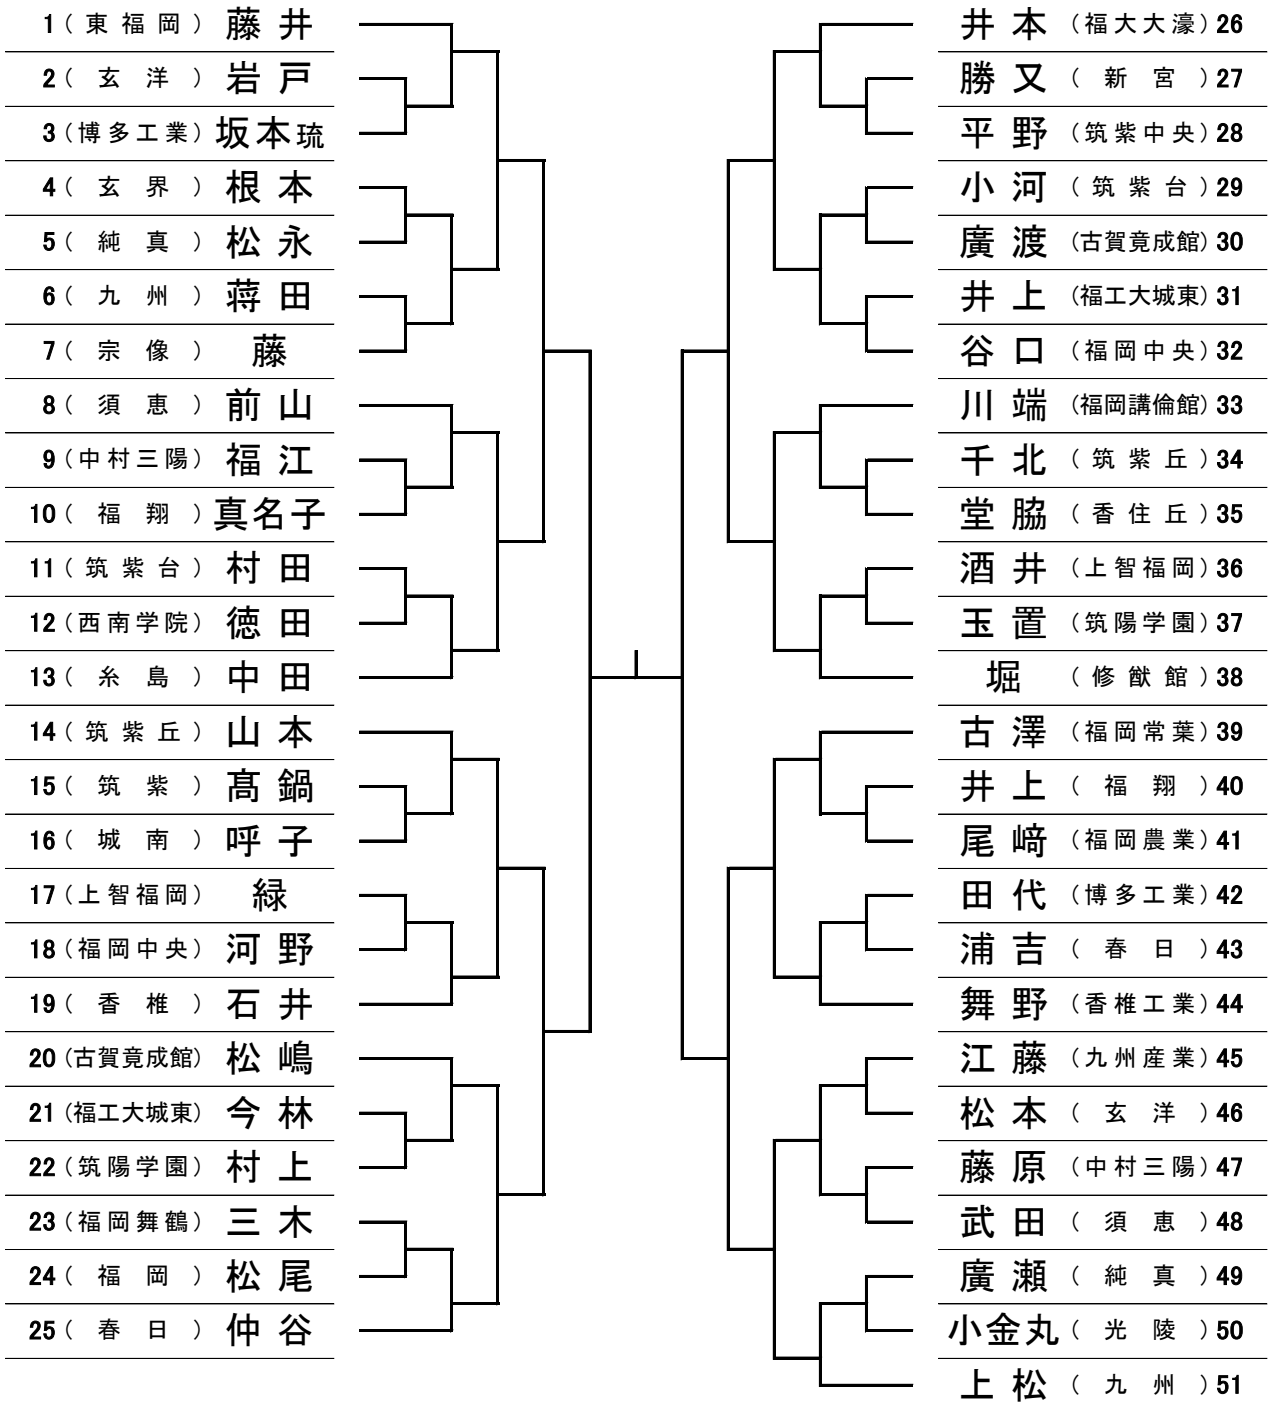 1 (東福岡) 藤井
2 (玄洋) 岩戸
3 (博多工業) 坂本琉
4 (玄界) 根本
5 (純真) 松永
6 (九州) 蒋田
7 (宗像) 藤
8 (須恵) 前山
9 (中村三陽) 福江
10 (福翔) 真名子
11 (筑紫台) 村田
12 (西南学院) 徳田
13 (糸島) 中田
14 (筑紫丘) 山本
15 (筑紫) 髙鍋
16 (城南) 呼子
17 (上智福岡) 緑
18 (福岡中央) 河野
19 (香椎) 石井
20 (古賀竟成館) 松嶋
21 (福工大城東) 今林
22 (筑陽学園) 村上
23 (福岡舞鶴) 三木
24 (福岡) 松尾
25 (春日) 仲谷
井本 (福大大濠) 26
勝又 (新宮) 27
平野 (筑紫中央) 28
小河 (筑紫台) 29
廣渡 (古賀竟成館) 30
井上 (福工大城東) 31
谷口 (福岡中央) 32
川端 (福岡講倫館) 33
千北 (筑紫丘) 34
堂脇 (香住丘) 35
酒井 (上智福岡) 36
玉置 (筑陽学園) 37
堀 (修猷館) 38
古澤 (福岡常葉) 39
井上 (福翔) 40
尾﨑 (福岡農業) 41
田代 (博多工業) 42
浦吉 (春日) 43
舞野 (香椎工業) 44
江藤 (九州産業) 45
松本 (玄洋) 46
藤原 (中村三陽) 47
武田 (須恵) 48
廣瀬 (純真) 49
小金丸 (光陵) 50
上松 (九州) 51